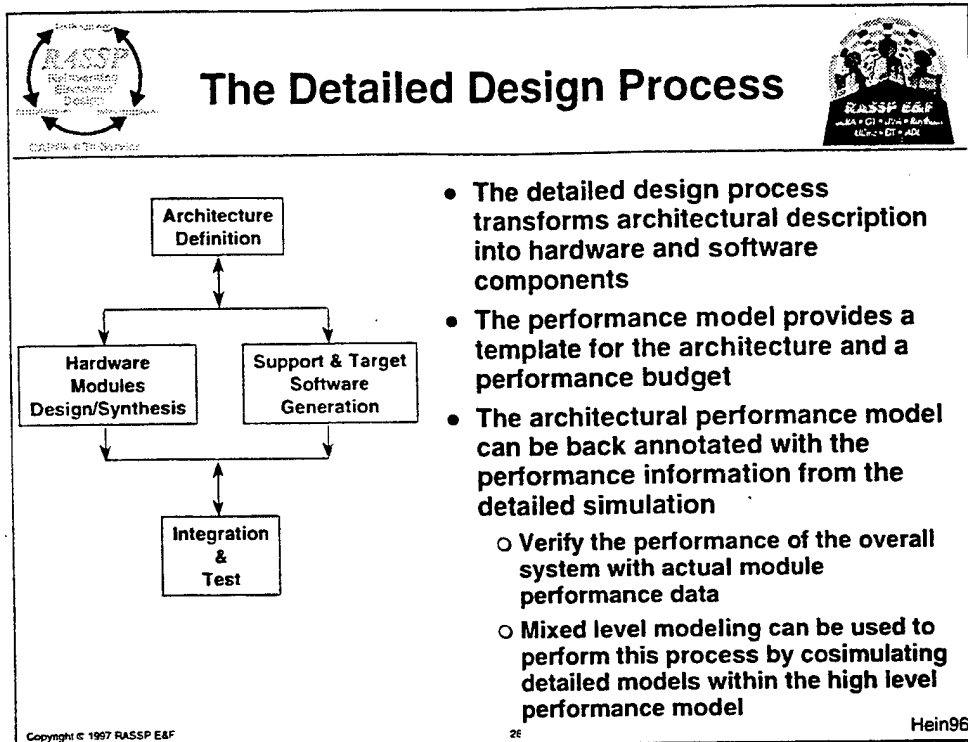 RASSP
Reinventing
Electronic
Design
The Detailed Design Process
RASSP E&F
Architecture
Definition
Hardware
Modules
Design/Synthesis
Support & Target
Software
Generation
Integration
&
Test
● The detailed design process
transforms architectural description
into hardware and software
components
● The performance model provides a
template for the architecture and a
performance budget
● The architectural performance model
can be back annotated with the
performance information from the
detailed simulation
○ Verify the performance of the overall
system with actual module
performance data
○ Mixed level modeling can be used to
perform this process by cosimulating
detailed models within the high level
performance model
Copyright © 1997 RASSP E&F
Hein96